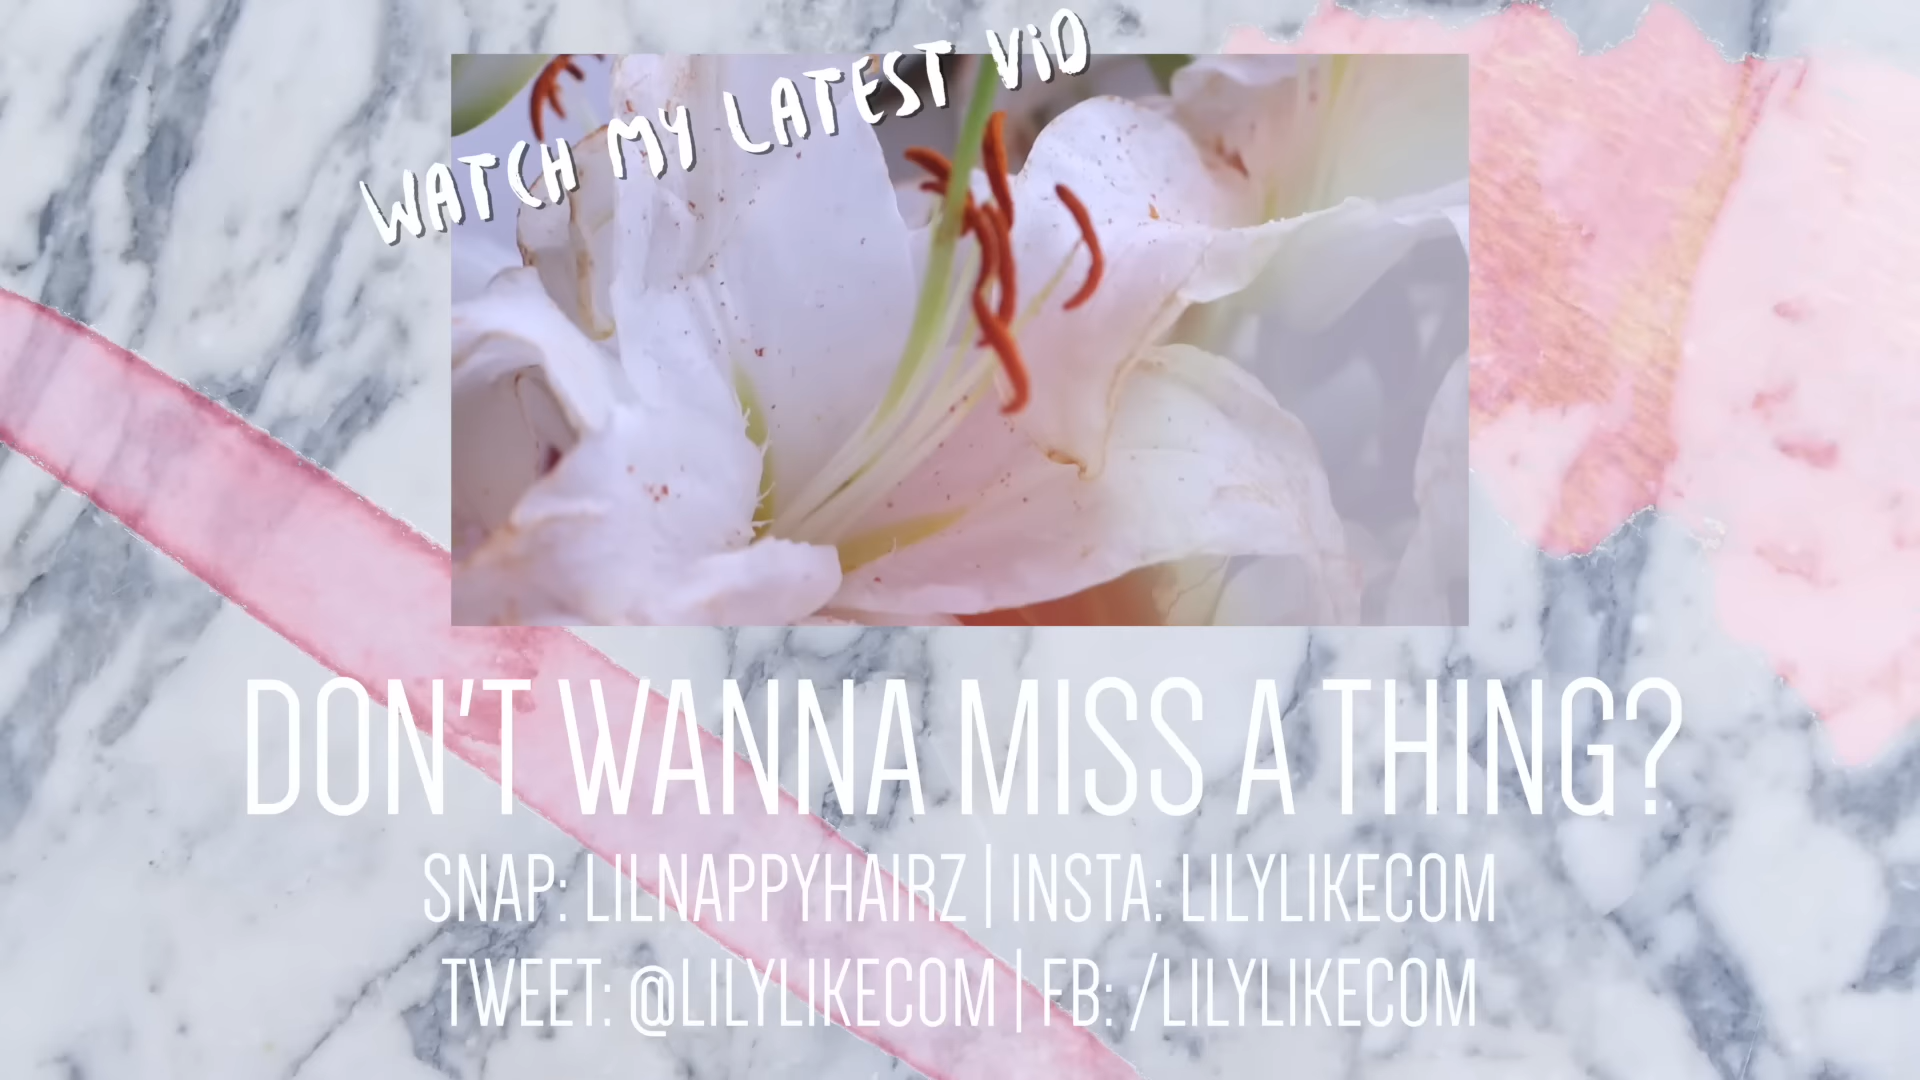 WATCH MY LATEST ViD
DON'T WANNA MISS A THING?
SNAP: LILNAPPYHAIRZ | INSTA: LILYLIKECOM
TWEET: @LILYLIKECOM | FB: /LILYLIKECOM